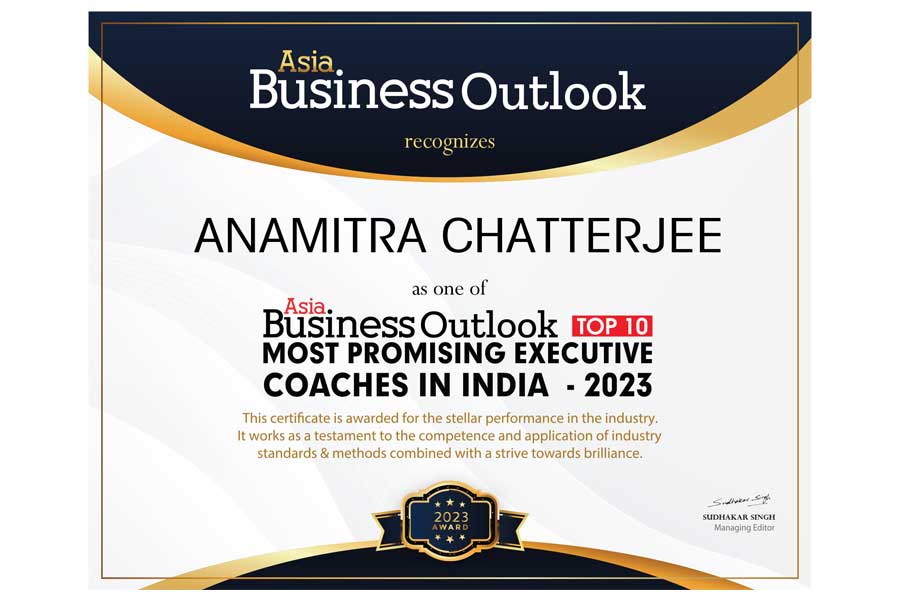 Asia
Business Outlook
recognizes
ANAMITRA CHATTERJEE
as one of
Asia
Business Outlook TOP 10
MOST PROMISING EXECUTIVE
COACHES IN INDIA - 2023
This certificate is awarded for the stellar performance in the industry.
It works as a testament to the competence and application of industry
standards & methods combined with a strive towards brilliance.
2023
AWARD
Sudhakar Singh
SUDHAKAR SINGH
Managing Editor